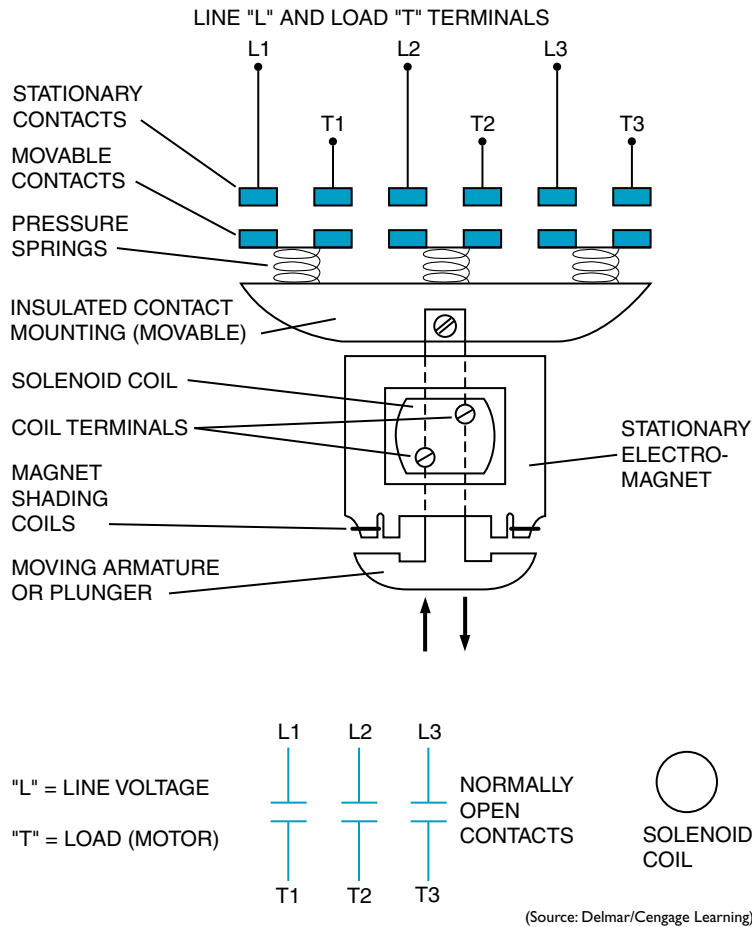 LINE "L" AND LOAD "T" TERMINALS
L1
L2
L3
STATIONARY
CONTACTS
T1
T2
T3
MOVABLE
CONTACTS
PRESSURE
SPRINGS
INSULATED CONTACT
MOUNTING (MOVABLE)
SOLENOID COIL
COIL TERMINALS
STATIONARY
ELECTRO-
MAGNET
MAGNET
SHADING
COILS
MOVING ARMATURE
OR PLUNGER
L1
L2
L3
"L" = LINE VOLTAGE
"T" = LOAD (MOTOR)
NORMALLY
OPEN
CONTACTS
SOLENOID
COIL
T1
T2
T3
(Source: Delmar/Cengage Learning)